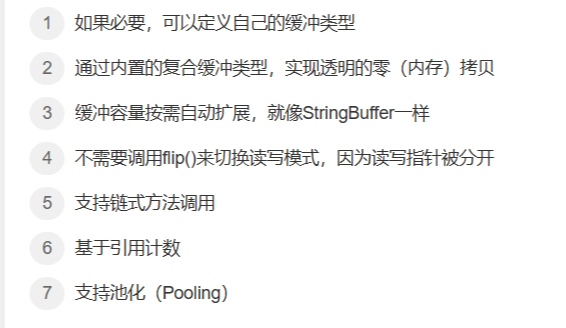 1 如果必要，可以定义自己的缓冲类型
2 通过内置的复合缓冲类型，实现透明的零（内存）拷贝
3 缓冲容量按需自动扩展，就像StringBuffer一样
4 不需要调用flip()来切换读写模式，因为读写指针被分开
5 支持链式方法调用
6 基于引用计数
7 支持池化（Pooling）